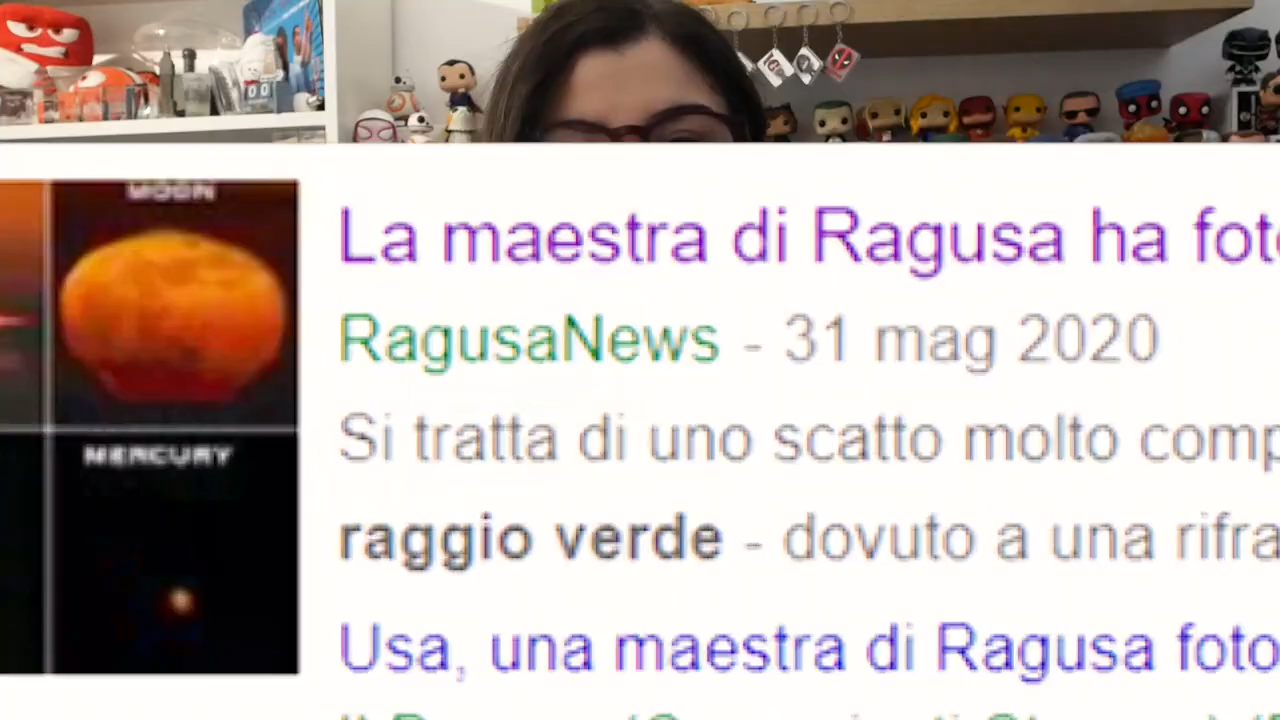 MOON
La maestra di Ragusa ha foto
RagusaNews - 31 mag 2020
Si tratta di uno scatto molto comp
MERCURY
raggio verde - dovuto a una rifra
Usa, una maestra di Ragusa foto